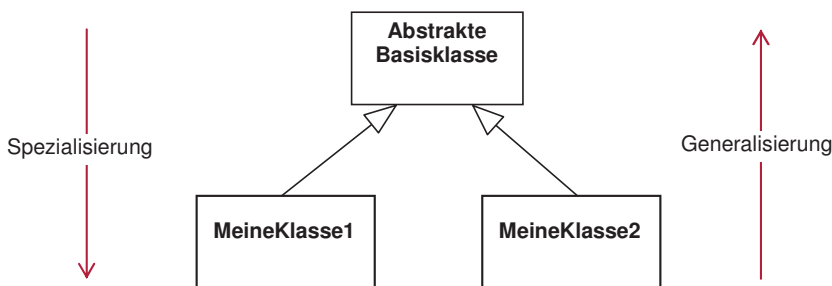 Abstrakte
Basisklasse
Spezialisierung
Generalisierung
MeineKlasse1
MeineKlasse2